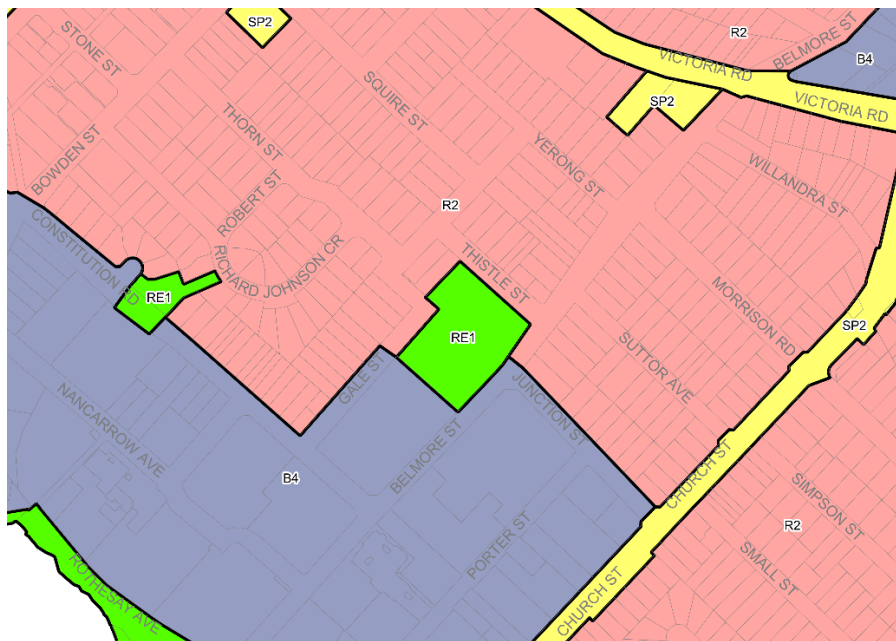 SP2
STONE ST
R2
BELMORE ST
VICTORIA RD
B4
SQUIRE ST
SP2
VICTORIA RD
THORN ST
YERONG ST
WILLANDRA ST
BOWDEN ST
ROBERT ST
R2
CONSTITUTION RD
RICHARD JOHNSON CR
THISTLE ST
RE1
MORRISON RD
SP2
RE1
SUTTOR AVE
GALE ST
JUNCTION ST
NANCARROW AVE
BELMORE ST
CHURCH ST
B4
SIMPSON ST
R2
PORTER ST
SMALL ST
ROTHESAY AVE
CHURCH ST